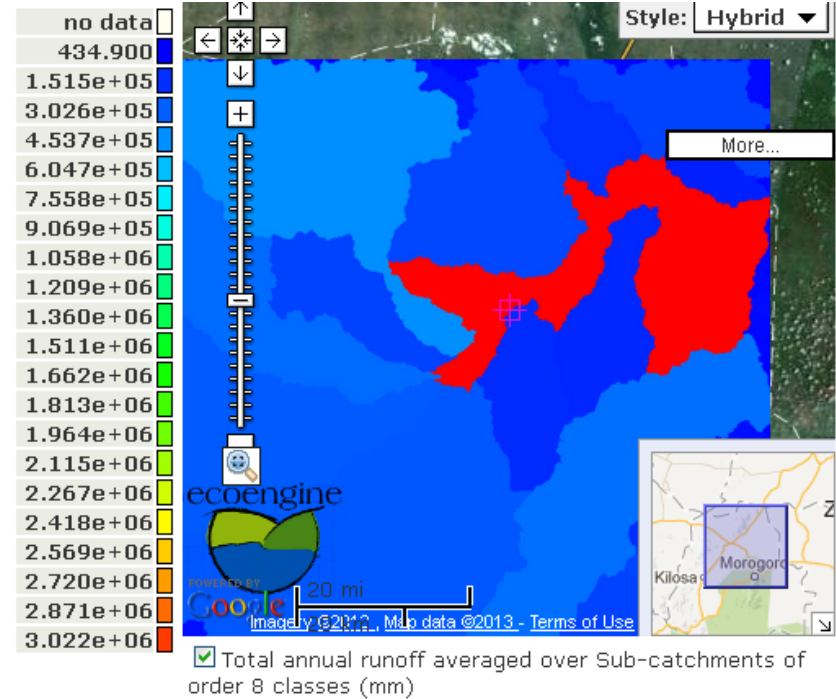 no data
434.900
1.515e+05
3.026e+05
4.537e+05
6.047e+05
7.558e+05
9.069e+05
1.058e+06
1.209e+06
1.360e+06
1.511e+06
1.662e+06
1.813e+06
1.964e+06
2.115e+06
2.267e+06
2.418e+06
2.569e+06
2.720e+06
2.871e+06
3.022e+06
Style: Hybrid
More...
ecoengine
POWERED BY
Google
20 mi
Imagery ©2013 , Map data ©2013 - Terms of Use
Z
Kilosa
Morogoro
Total annual runoff averaged over Sub-catchments of
order 8 classes (mm)